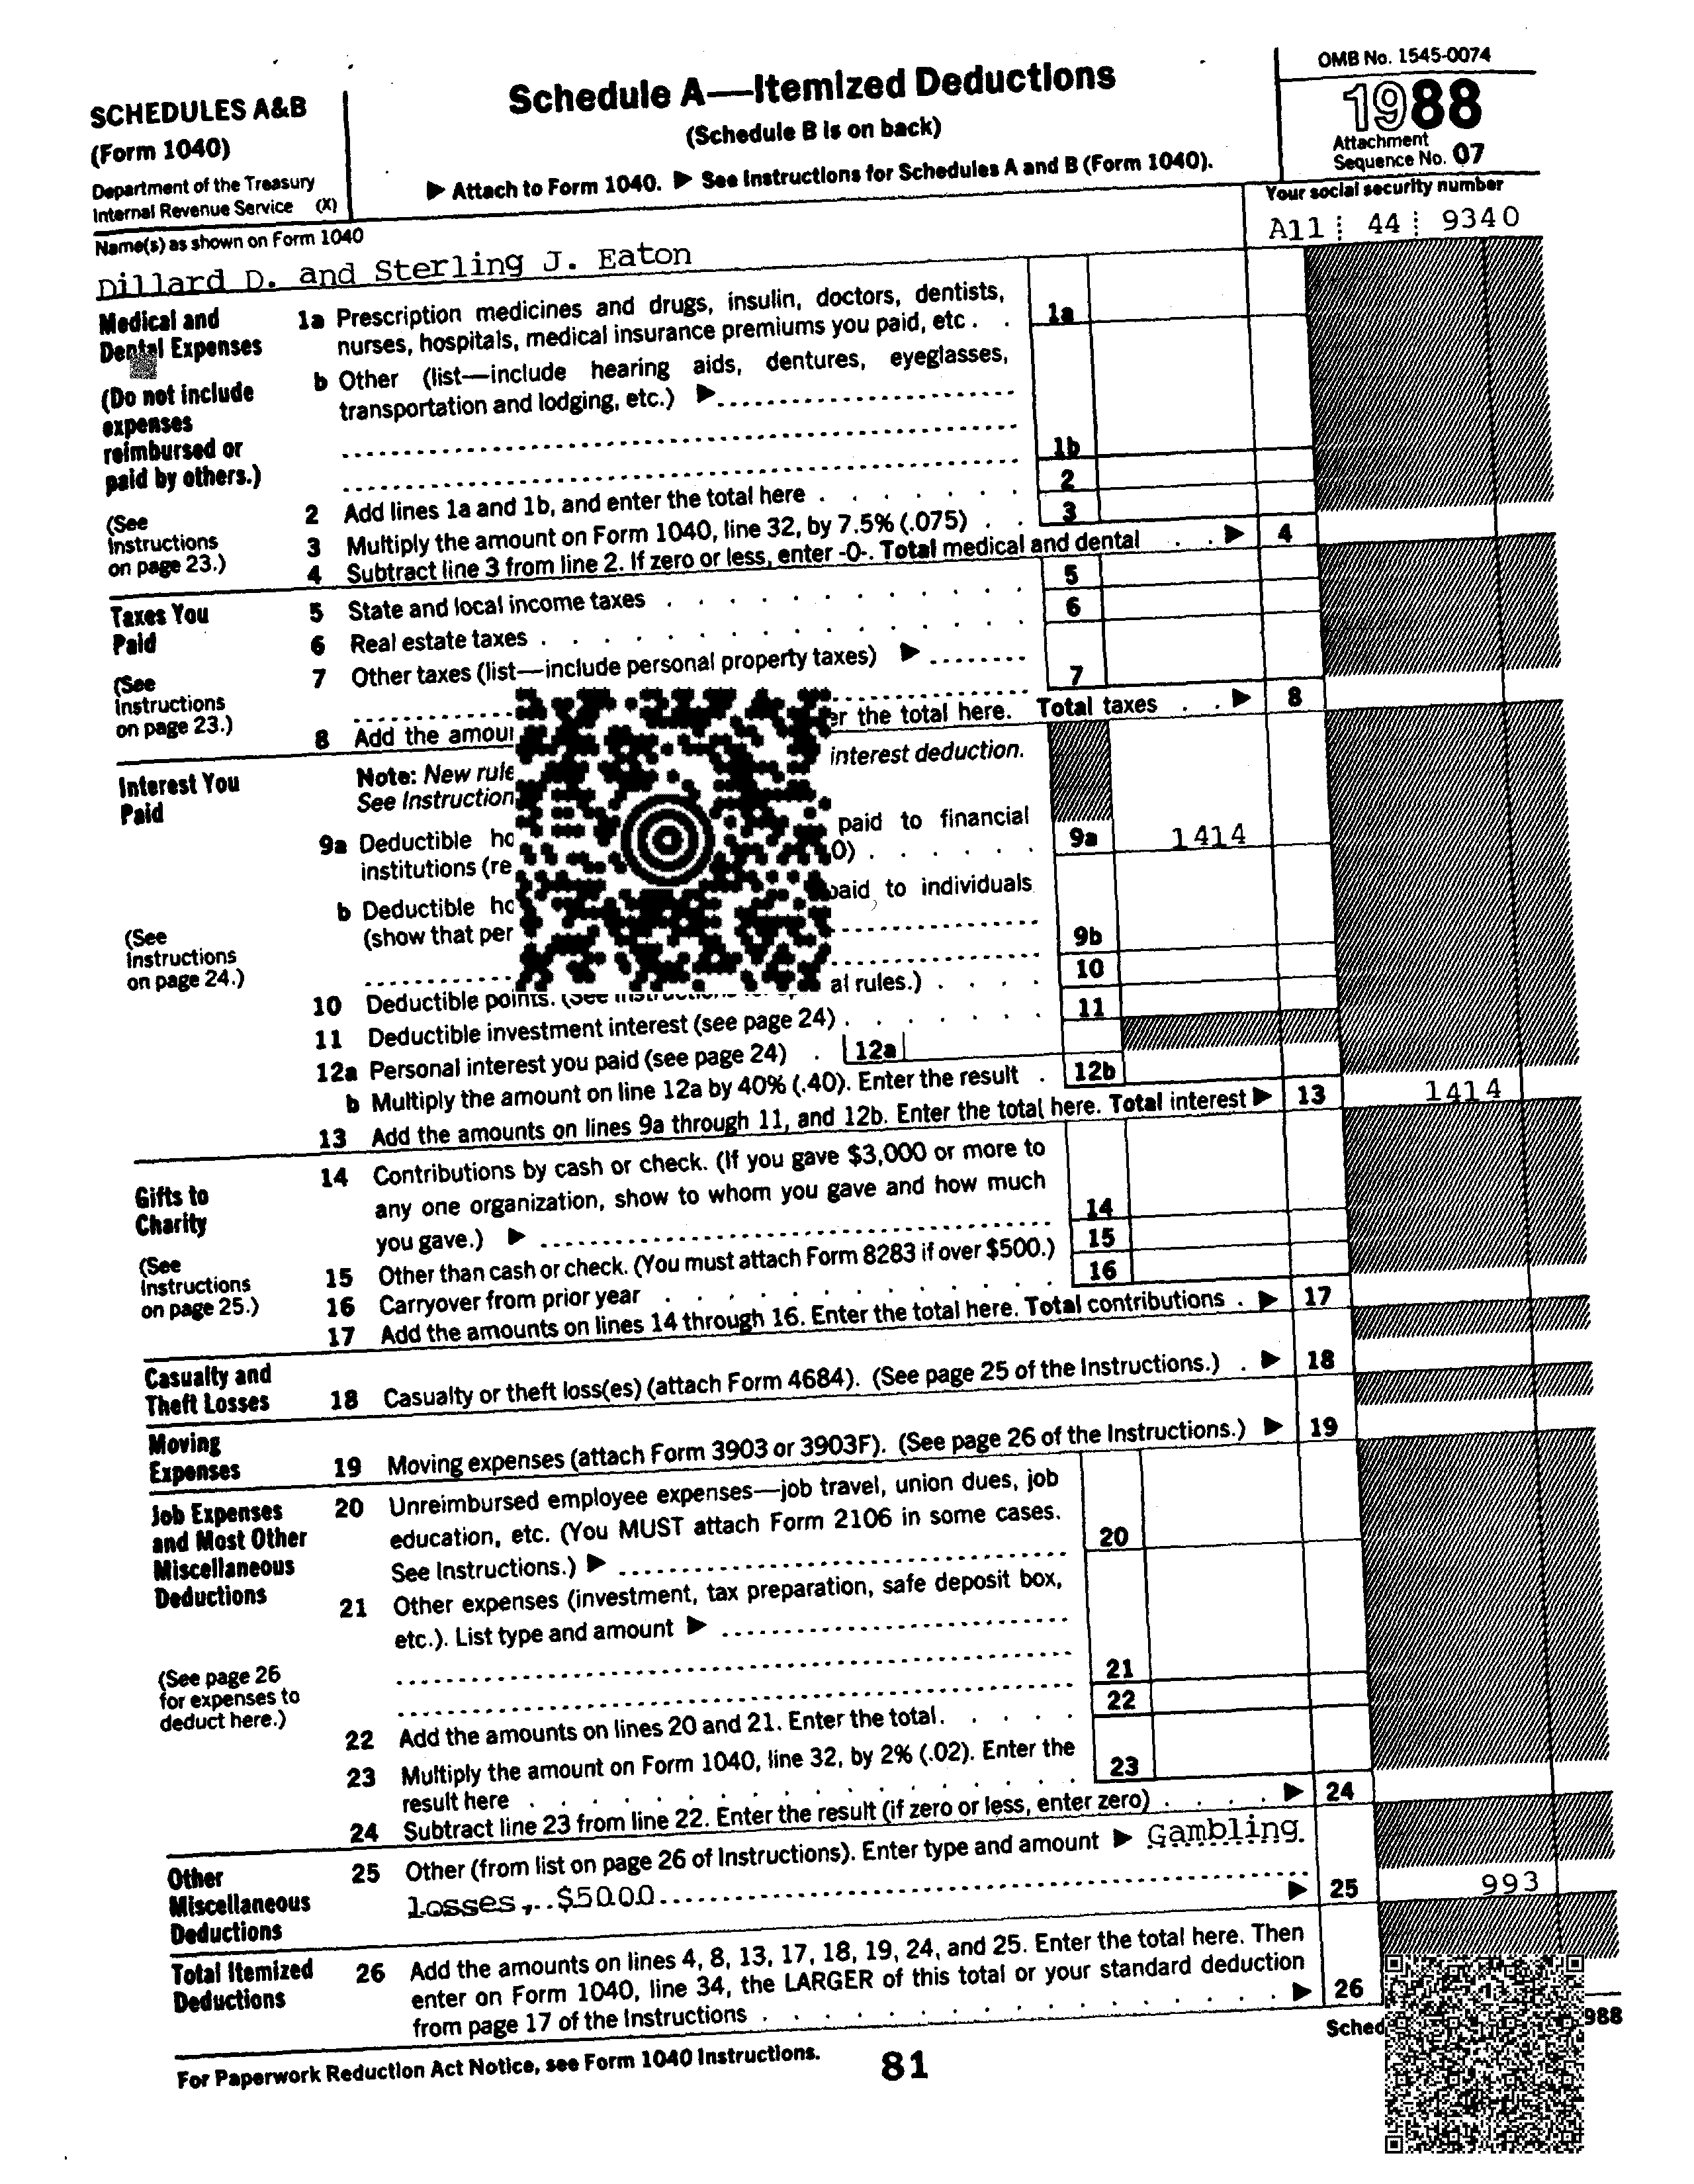 SCHEDULES A&B
(Form 1040)
Department of the Treasury
Internal Revenue Service (X)
Schedule A—Itemized Deductions
(Schedule B is on back)
▶ Attach to Form 1040. ▶ See Instructions for Schedules A and B (Form 1040).
OMB No. 1545-0074
1988
Attachment
Sequence No. 07
Name(s) as shown on Form 1040
Your social security number
Dillard D. and Sterling J. Eaton
A11 44 9340
Medical and
Dental Expenses
(Do not include
expenses
reimbursed or
paid by others.)
(See
Instructions
on page 23.)
1a Prescription medicines and drugs, insulin, doctors, dentists,
nurses, hospitals, medical insurance premiums you paid, etc . . 1a
b Other (list—include hearing aids, dentures, eyeglasses,
transportation and lodging, etc.) ▶
1b
2 Add lines 1a and 1b, and enter the total here . . . . . . . 2
3 Multiply the amount on Form 1040, line 32, by 7.5% (.075) . . 3
4 Subtract line 3 from line 2. If zero or less, enter -0-. Total medical and dental . . ▶ 4
Taxes You
Paid
(See
Instructions
on page 23.)
5 State and local income taxes . . . . . . . . . . . . 5
6 Real estate taxes . . . . . . . . . . . . . . . . 6
7 Other taxes (list—include personal property taxes) ▶
7
8 Add the amou er the total here. Total taxes . . ▶ 8
Interest You
Paid
(See
Instructions
on page 24.)
Note: New rule interest deduction.
See Instruction
9a Deductible ho paid to financial
institutions (re 0) . . . . . . 9a 1414
b Deductible ho paid to individuals
(show that per
9b
10 Deductible points. (See al rules.) . . . . 10
11 Deductible investment interest (see page 24) . . . . . . . 11
12a Personal interest you paid (see page 24) . 12a
b Multiply the amount on line 12a by 40% (.40). Enter the result . 12b
13 Add the amounts on lines 9a through 11, and 12b. Enter the total here. Total interest ▶ 13 1414
Gifts to
Charity
(See
Instructions
on page 25.)
14 Contributions by cash or check. (If you gave $3,000 or more to
any one organization, show to whom you gave and how much
you gave.) ▶ 14
15 Other than cash or check. (You must attach Form 8283 if over $500.) 15
16 Carryover from prior year . . . . . . . . . . . . . 16
17 Add the amounts on lines 14 through 16. Enter the total here. Total contributions . ▶ 17
Casualty and
Theft Losses
18 Casualty or theft loss(es) (attach Form 4684). (See page 25 of the Instructions.) . ▶ 18
Moving
Expenses
19 Moving expenses (attach Form 3903 or 3903F). (See page 26 of the Instructions.) ▶ 19
Job Expenses
and Most Other
Miscellaneous
Deductions
(See page 26
for expenses to
deduct here.)
20 Unreimbursed employee expenses—job travel, union dues, job
education, etc. (You MUST attach Form 2106 in some cases.
See Instructions.) ▶ 20
21 Other expenses (investment, tax preparation, safe deposit box,
etc.). List type and amount ▶
21
22 Add the amounts on lines 20 and 21. Enter the total. . . . . 22
23 Multiply the amount on Form 1040, line 32, by 2% (.02). Enter the
result here . . . . . . . . . . . . . . . . . 23
24 Subtract line 23 from line 22. Enter the result (if zero or less, enter zero) . . . . ▶ 24
Other
Miscellaneous
Deductions
25 Other (from list on page 26 of Instructions). Enter type and amount ▶ Gambling
losses, $5000 ▶ 25 993
Total Itemized
Deductions
26 Add the amounts on lines 4, 8, 13, 17, 18, 19, 24, and 25. Enter the total here. Then
enter on Form 1040, line 34, the LARGER of this total or your standard deduction
from page 17 of the Instructions . . . . . . . . . . . . . . . . ▶ 26
For Paperwork Reduction Act Notice, see Form 1040 Instructions.
81
Sched 988